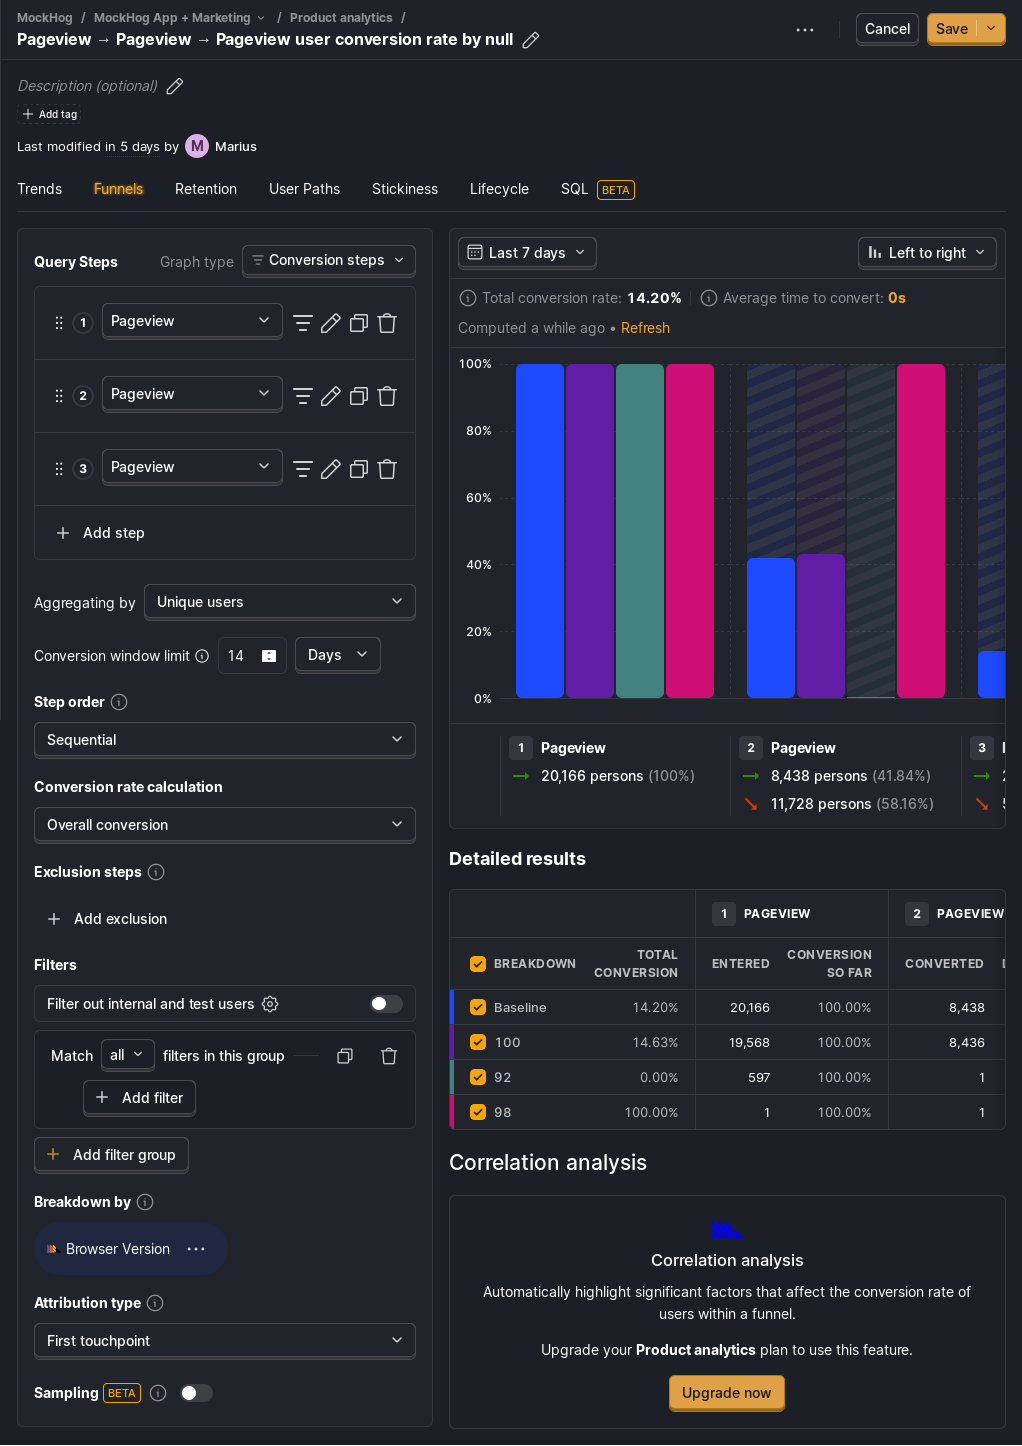 MockHog / MockHog App + Marketing / Product analytics /
Pageview → Pageview → Pageview user conversion rate by null
Cancel
Save
Description (optional)
Add tag
Last modified in 5 days by M Marius
Trends Funnels Retention User Paths Stickiness Lifecycle SQL BETA
Query Steps
Graph type Conversion steps
1 Pageview
2 Pageview
3 Pageview
Add step
Aggregating by Unique users
Conversion window limit 14 Days
Step order
Sequential
Conversion rate calculation
Overall conversion
Exclusion steps
Add exclusion
Filters
Filter out internal and test users
Match all filters in this group
Add filter
Add filter group
Breakdown by
Browser Version
Attribution type
First touchpoint
Sampling BETA
Last 7 days
Left to right
Total conversion rate: 14.20%
Average time to convert: 0s
Computed a while ago • Refresh
100%
80%
60%
40%
20%
0%
1 Pageview
20,166 persons (100%)
2 Pageview
8,438 persons (41.84%)
11,728 persons (58.16%)
3
Detailed results
1 PAGEVIEW 2 PAGEVIEW
BREAKDOWN TOTAL CONVERSION ENTERED CONVERSION SO FAR CONVERTED
Baseline 14.20% 20,166 100.00% 8,438
100 14.63% 19,568 100.00% 8,436
92 0.00% 597 100.00% 1
98 100.00% 1 100.00% 1
Correlation analysis
Correlation analysis
Automatically highlight significant factors that affect the conversion rate of
users within a funnel.
Upgrade your Product analytics plan to use this feature.
Upgrade now